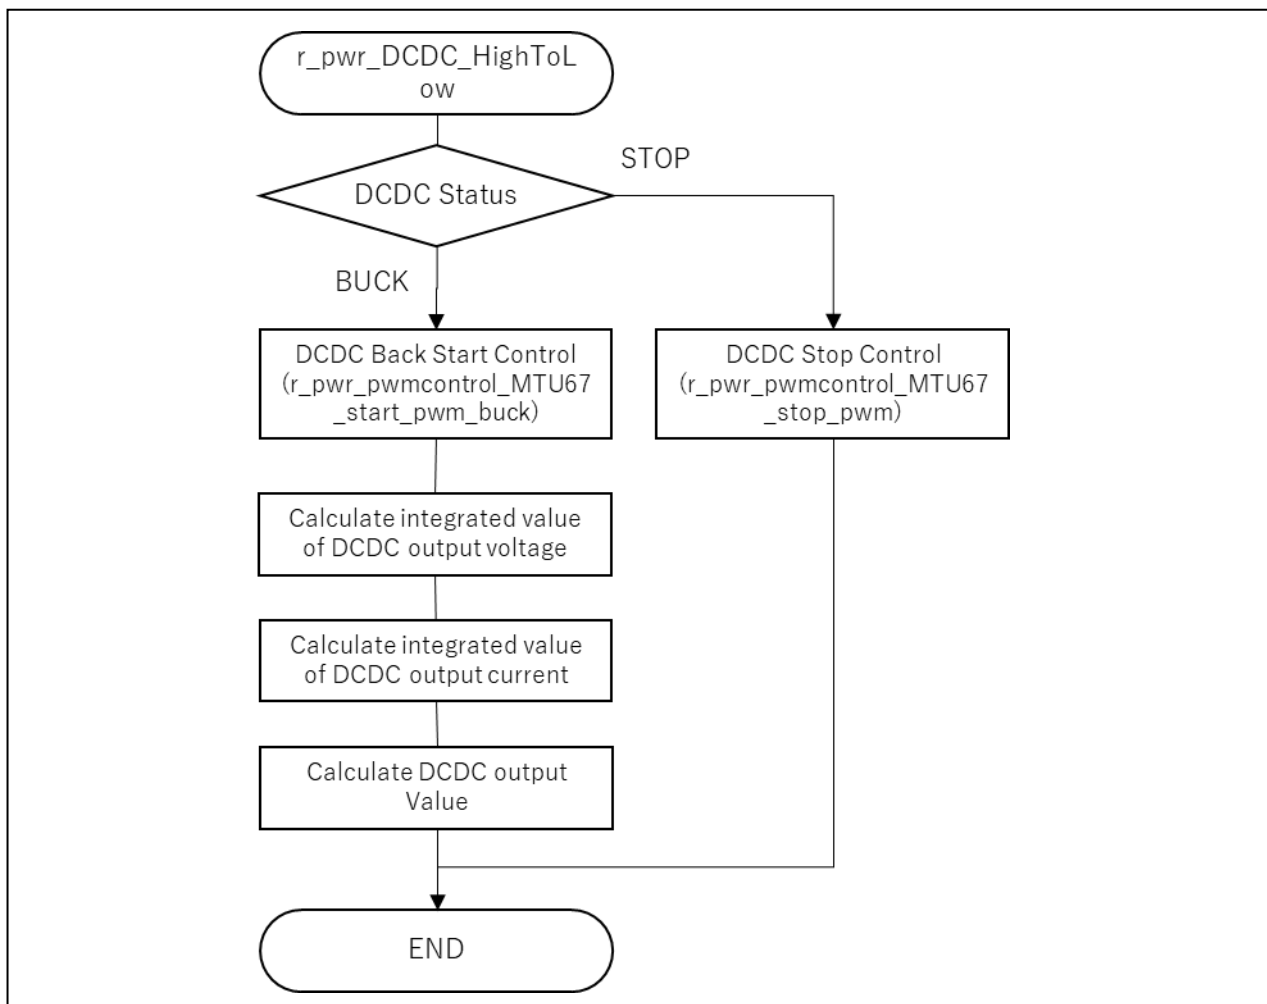 r_pwr_DCDC_HighToL
ow
DCDC Status
STOP
BUCK
DCDC Back Start Control
(r_pwr_pwmcontrol_MTU67
_start_pwm_buck)
DCDC Stop Control
(r_pwr_pwmcontrol_MTU67
_stop_pwm)
Calculate integrated value
of DCDC output voltage
Calculate integrated value
of DCDC output current
Calculate DCDC output
Value
END